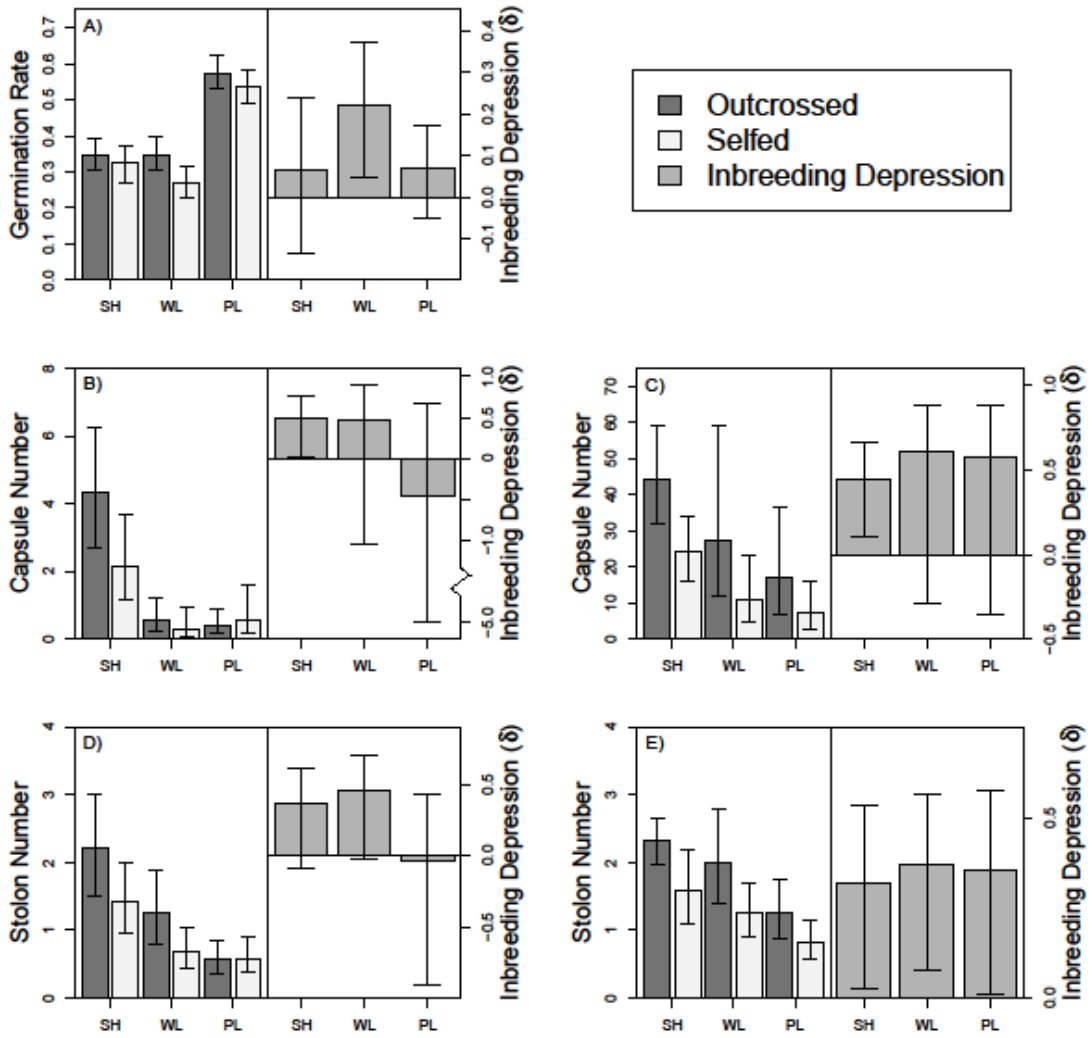 A)
Germination Rate
0.0 0.1 0.2 0.3 0.4 0.5 0.6 0.7
SH WL PL SH WL PL
−0.1 0.0 0.1 0.2 0.3 0.4
Inbreeding Depression (δ)
Outcrossed
Selfed
Inbreeding Depression
B)
Capsule Number
0 2 4 6 8
SH WL PL SH WL PL
−5.0 −1.0 0 0.5 1.0
Inbreeding Depression (δ)
C)
Capsule Number
0 10 20 30 40 50 60 70
SH WL PL SH WL PL
−0.5 0.0 0.5 1.0
Inbreeding Depression (δ)
D)
Stolon Number
0 1 2 3 4
SH WL PL SH WL PL
−0.5 0.0 0.5
Inbreeding Depression (δ)
E)
Stolon Number
0 1 2 3 4
SH WL PL SH WL PL
0.0 0.5
Inbreeding Depression (δ)